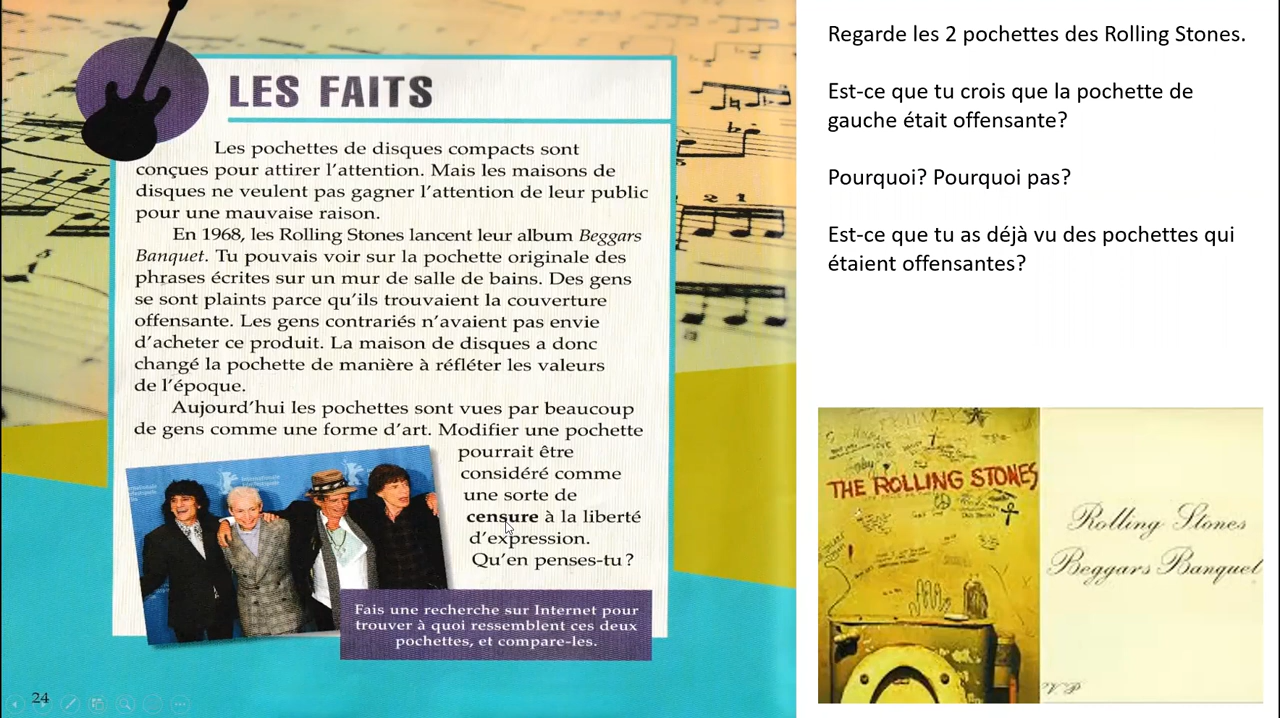 LES FAITS
Les pochettes de disques compacts sont
conçues pour attirer l'attention. Mais les maisons de
disques ne veulent pas gagner l'attention de leur public
pour une mauvaise raison.
En 1968, les Rolling Stones lancent leur album Beggars
Banquet. Tu pouvais voir sur la pochette originale des
phrases écrites sur un mur de salle de bains. Des gens
se sont plaints parce qu'ils trouvaient la couverture
offensante. Les gens contrariés n'avaient pas envie
d'acheter ce produit. La maison de disques a donc
changé la pochette de manière à réfléter les valeurs
de l'époque.
Aujourd'hui les pochettes sont vues par beaucoup
de gens comme une forme d'art. Modifier une pochette
pourrait être
considéré comme
une sorte de
censure à la liberté
d'expression.
Qu'en penses-tu ?
Fais une recherche sur Internet pour
trouver à quoi ressemblent ces deux
pochettes, et compare-les.
24
Regarde les 2 pochettes des Rolling Stones.
Est-ce que tu crois que la pochette de
gauche était offensante?
Pourquoi? Pourquoi pas?
Est-ce que tu as déjà vu des pochettes qui
étaient offensantes?
THE ROLLING STONES
Rolling Stones
Beggars Banquet